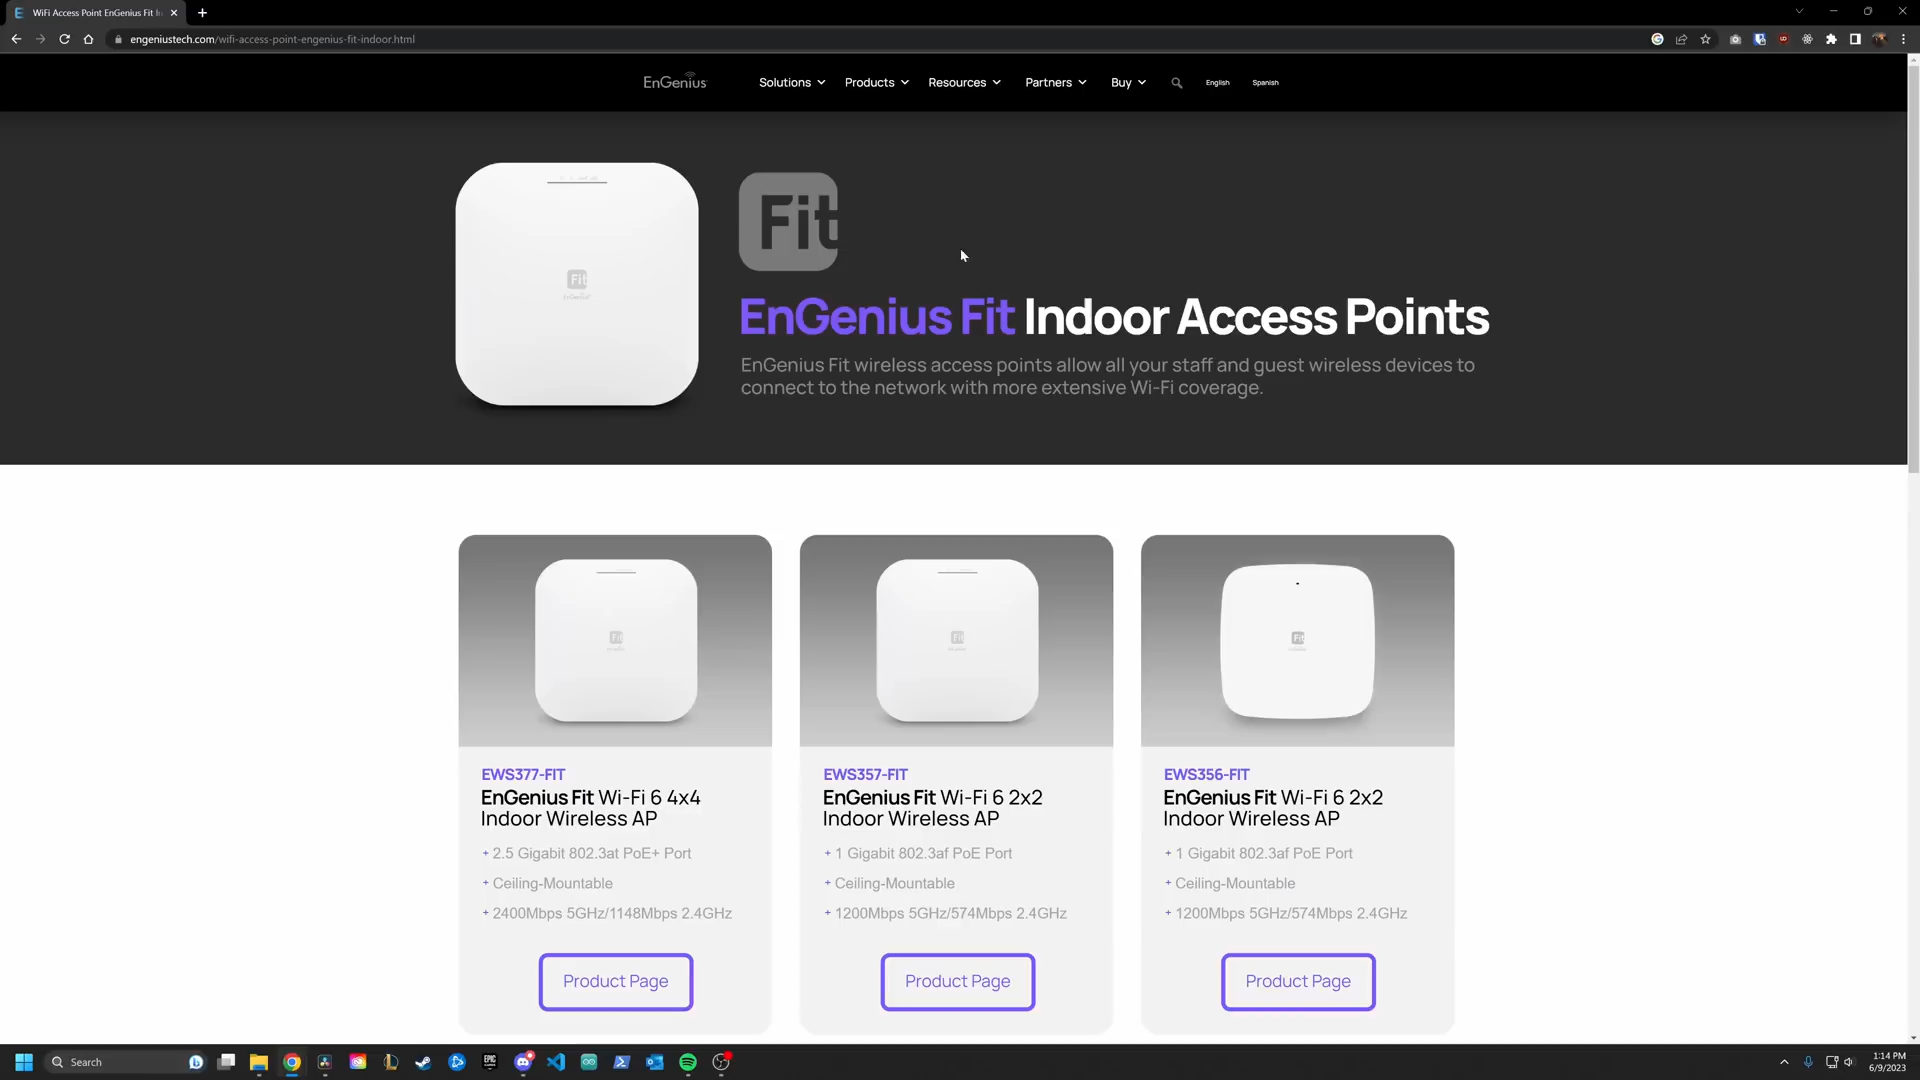 WiFi Access Point EnGenius Fit In
engeniustech.com/wifi-access-point-engenius-fit-indoor.html
EnGenius
Solutions
Products
Resources
Partners
Buy
English
Spanish
Fit
EnGenius Fit Indoor Access Points
EnGenius Fit wireless access points allow all your staff and guest wireless devices to
connect to the network with more extensive Wi-Fi coverage.
Fit
EnGenius
Fit
Fit
Fit
EWS377-FIT
EnGenius Fit Wi-Fi 6 4x4
Indoor Wireless AP
+ 2.5 Gigabit 802.3at PoE+ Port
+ Ceiling-Mountable
+ 2400Mbps 5GHz/1148Mbps 2.4GHz
Product Page
EWS357-FIT
EnGenius Fit Wi-Fi 6 2x2
Indoor Wireless AP
+ 1 Gigabit 802.3af PoE Port
+ Ceiling-Mountable
+ 1200Mbps 5GHz/574Mbps 2.4GHz
Product Page
EWS356-FIT
EnGenius Fit Wi-Fi 6 2x2
Indoor Wireless AP
+ 1 Gigabit 802.3af PoE Port
+ Ceiling-Mountable
+ 1200Mbps 5GHz/574Mbps 2.4GHz
Product Page
Search
EPIC
1:14 PM
6/9/2023